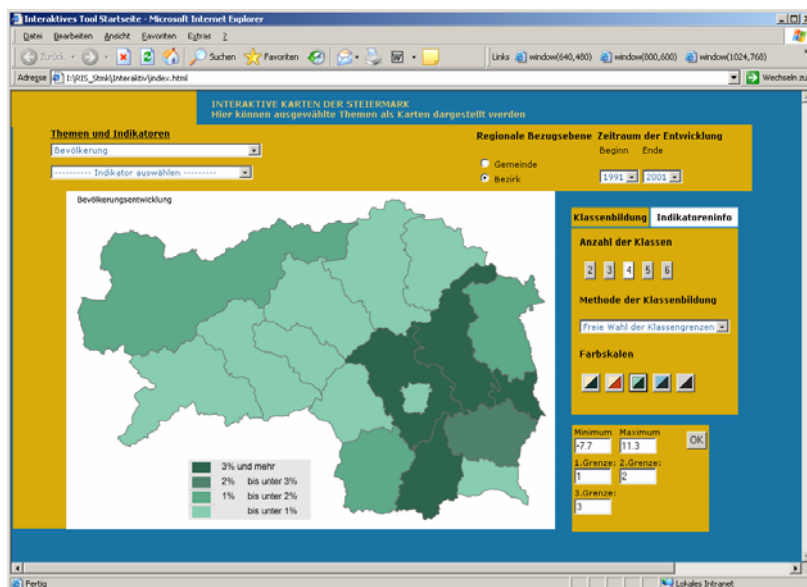 Interaktives Tool Startseite - Microsoft Internet Explorer
Datei Bearbeiten Ansicht Favoriten Extras ?
Zurück Suchen Favoriten Links window(640,480) window(800,600) window(1024,768)
Adresse I:\RIS_Stmk\Interaktiv\index.html Wechseln zu
INTERAKTIVE KARTEN DER STEIERMARK
Hier können ausgewählte Themen als Karten dargestellt werden
Themen und Indikatoren
Bevölkerung
---------- Indikator auswählen ---------
Regionale Bezugsebene
Gemeinde
Bezirk
Zeitraum der Entwicklung
Beginn Ende
1991 2001
Bevölkerungsentwicklung
3% und mehr
2% bis unter 3%
1% bis unter 2%
bis unter 1%
Klassenbildung Indikatoreninfo
Anzahl der Klassen
2 3 4 5 6
Methode der Klassenbildung
Freie Wahl der Klassengrenzen
Farbskalen
Minimum Maximum
-7.7 11.3 OK
1.Grenze: 2.Grenze:
1 2
3.Grenze:
3
Fertig Lokales Intranet